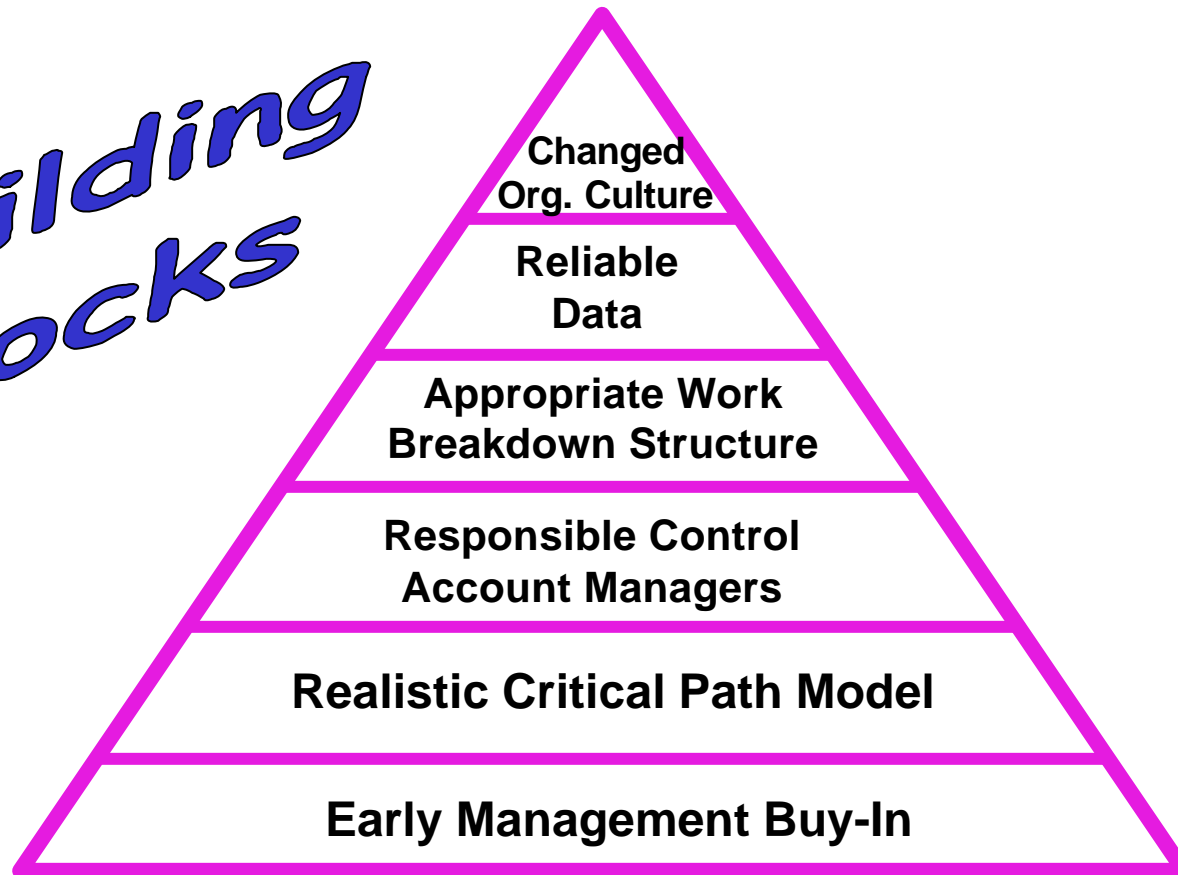 ilding
ocks
Changed
Org. Culture
Reliable
Data
Appropriate Work
Breakdown Structure
Responsible Control
Account Managers
Realistic Critical Path Model
Early Management Buy-In